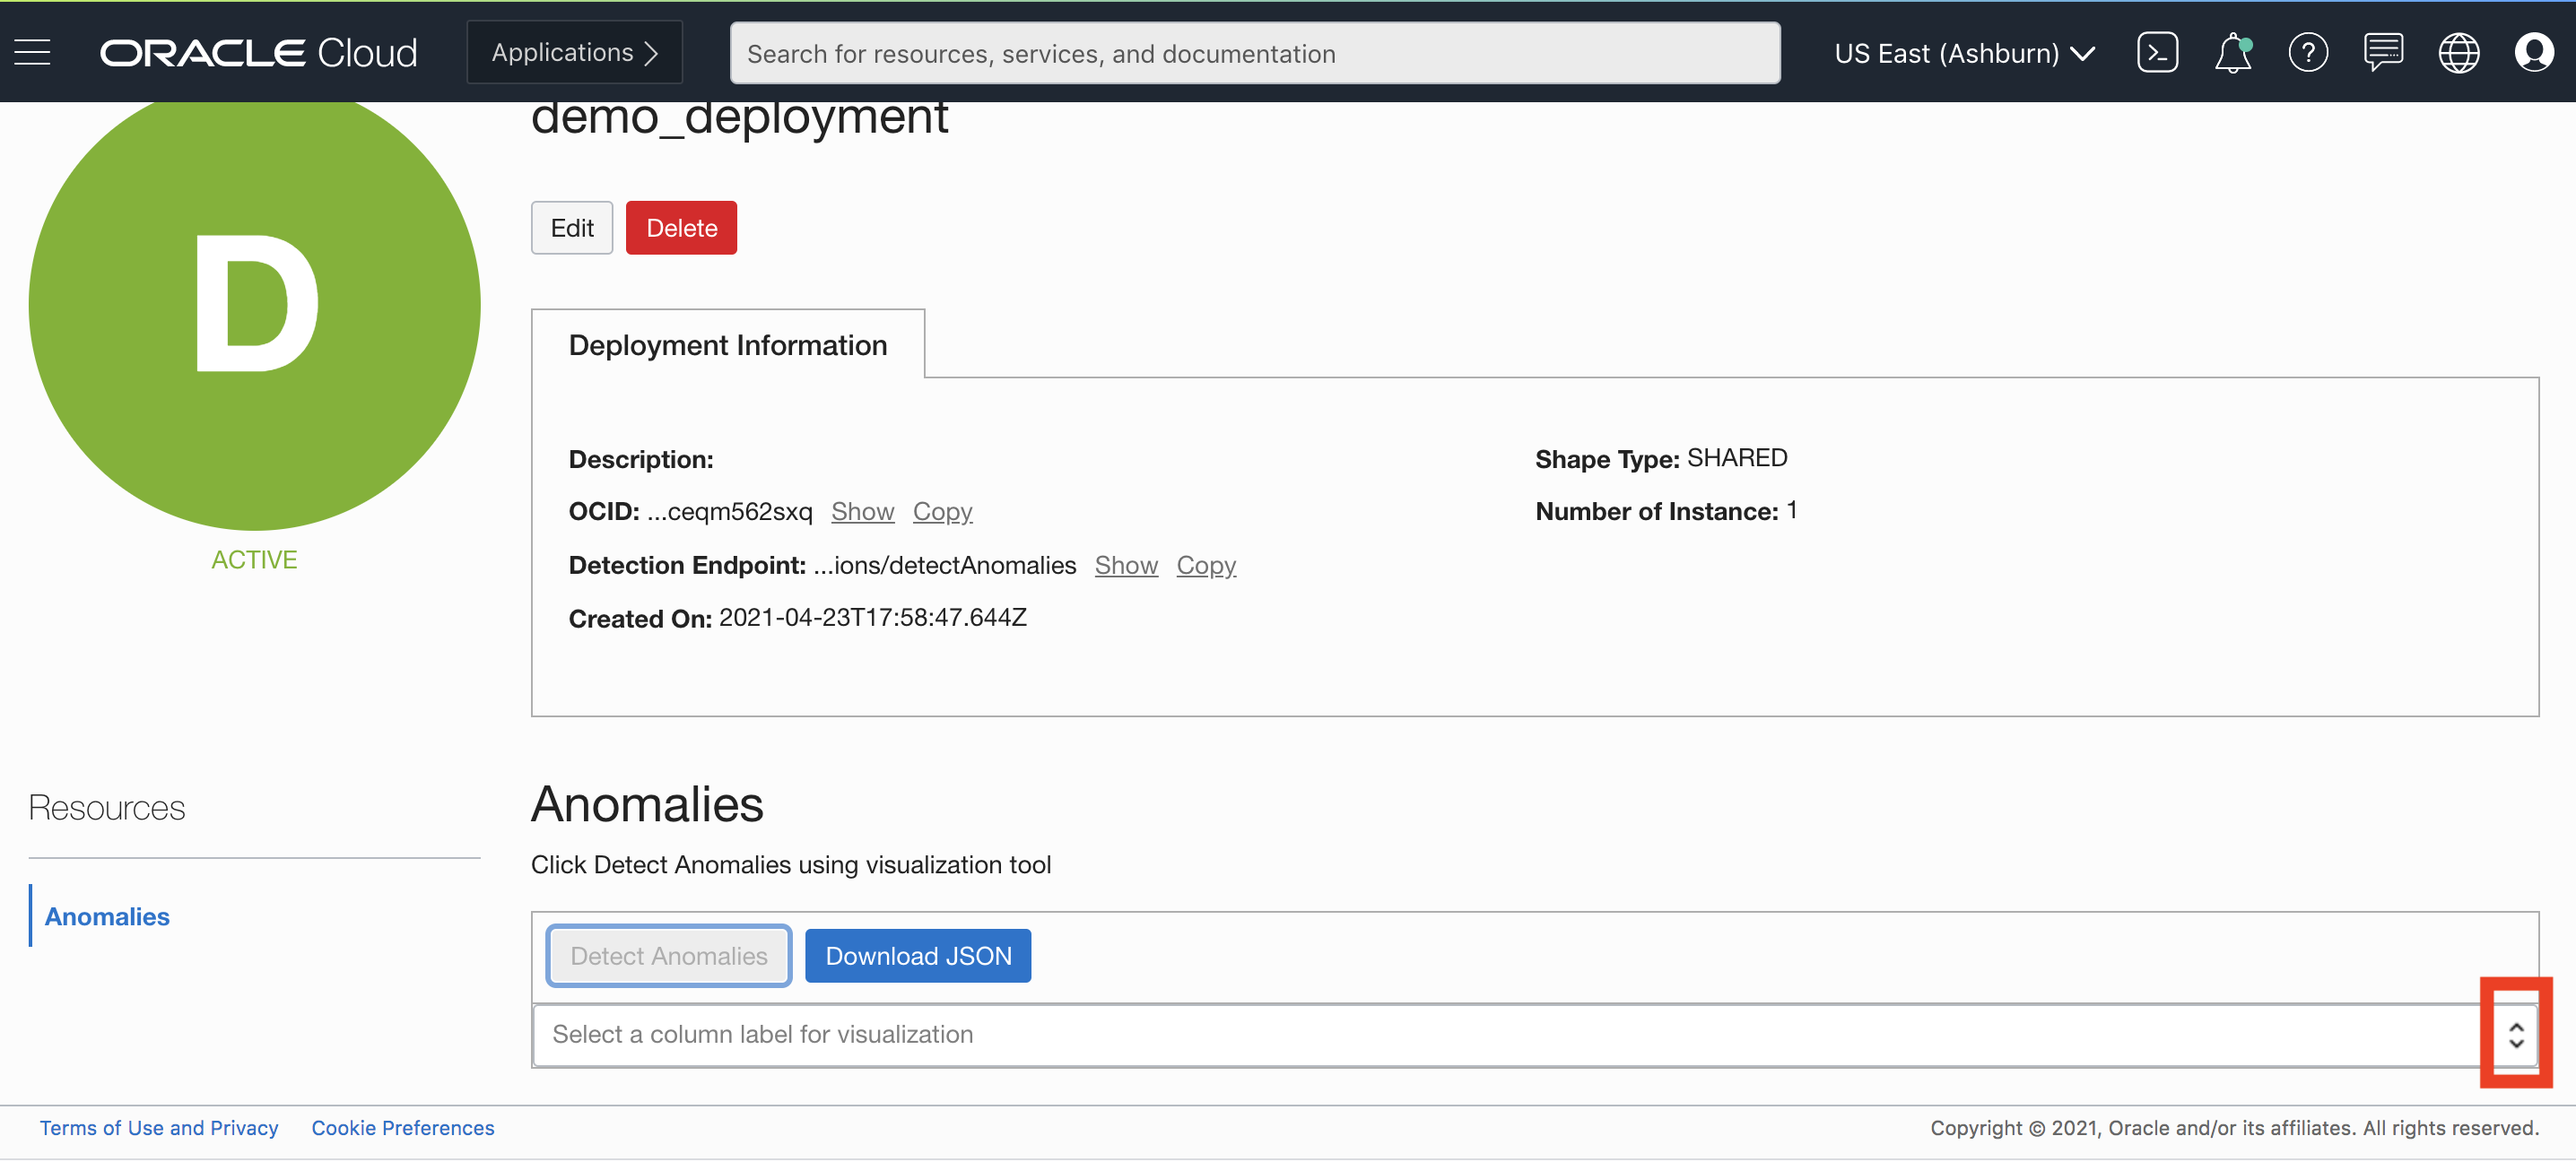 ORACLE Cloud
Applications
Search for resources, services, and documentation
US East (Ashburn)
demo_deployment
D
ACTIVE
Edit
Delete
Deployment Information
Description:
OCID: ...ceqm562sxq Show Copy
Detection Endpoint: ...ions/detectAnomalies Show Copy
Created On: 2021-04-23T17:58:47.644Z
Shape Type: SHARED
Number of Instance: 1
Resources
Anomalies
Anomalies
Click Detect Anomalies using visualization tool
Detect Anomalies
Download JSON
Select a column label for visualization
Terms of Use and Privacy
Cookie Preferences
Copyright © 2021, Oracle and/or its affiliates. All rights reserved.